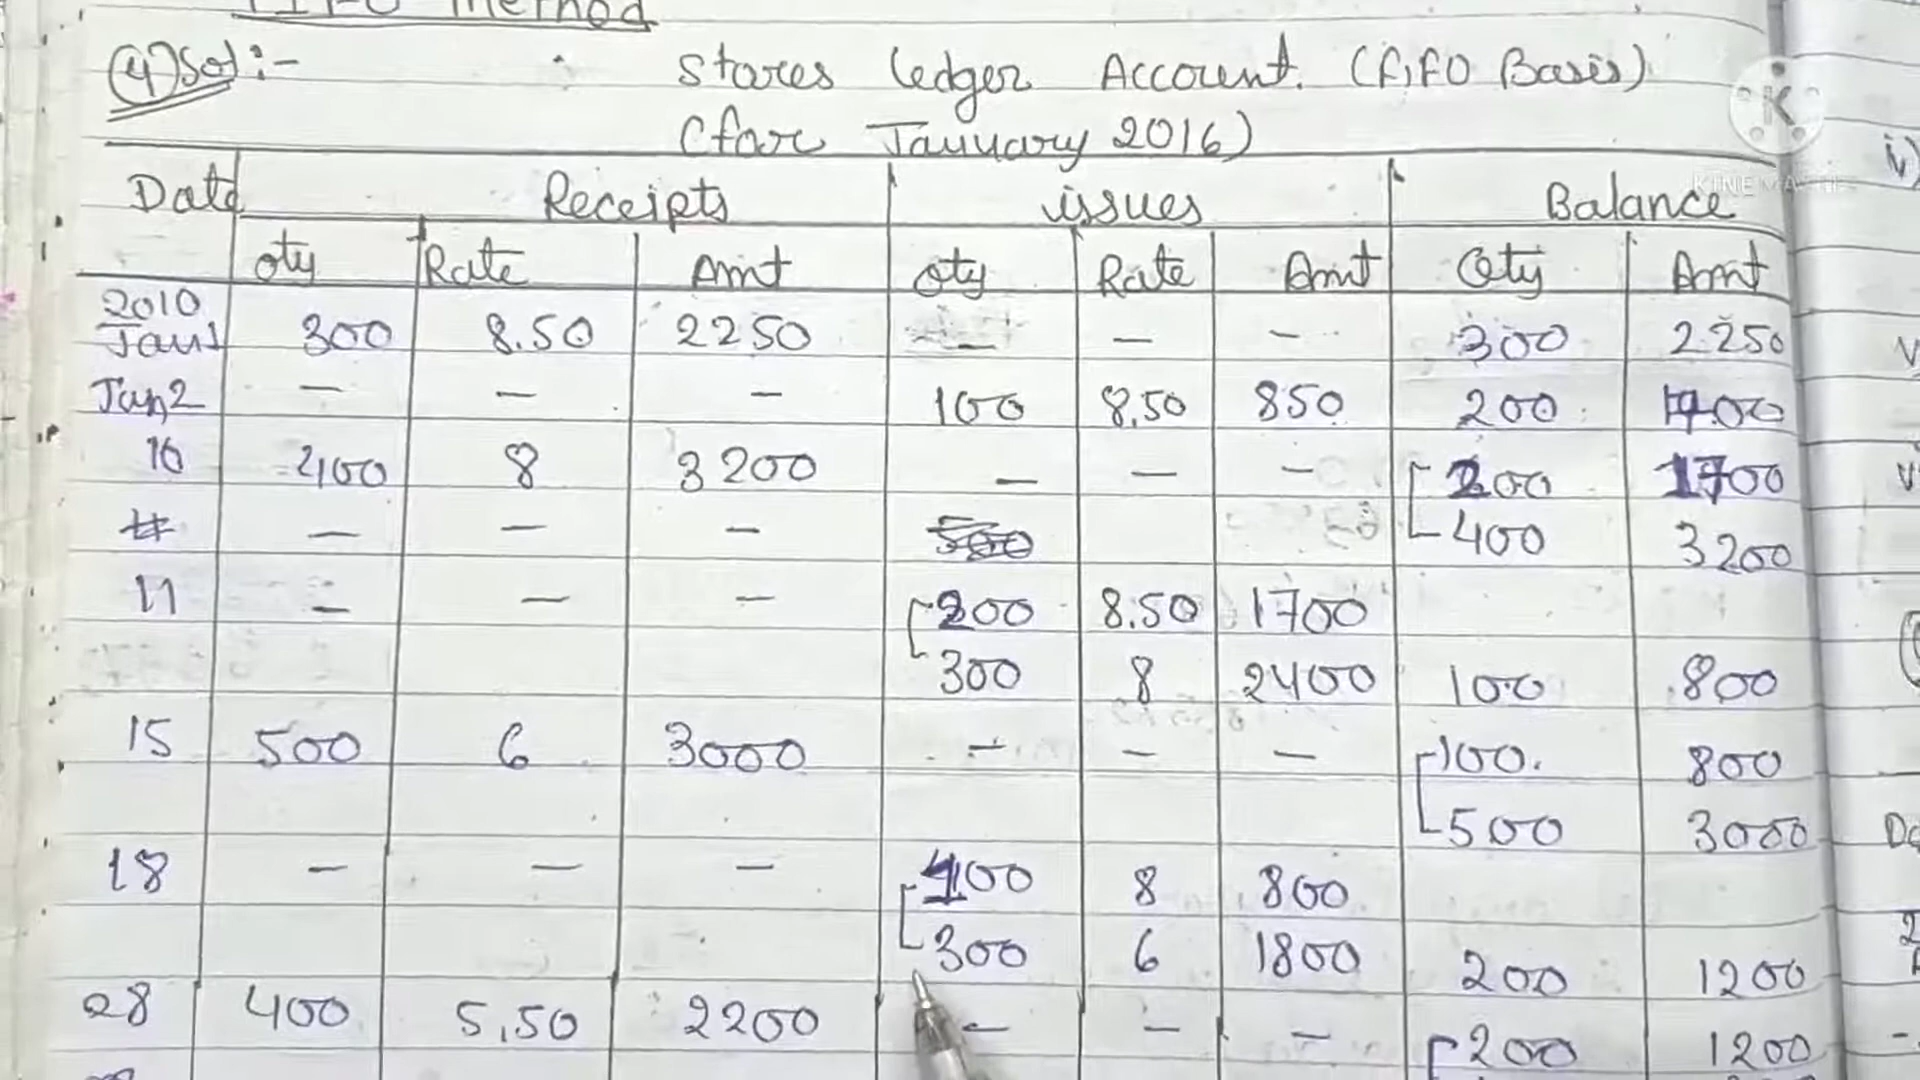 FIFO Method
(4) Sol:-
Stores Ledger Account. (FIFO Basis)
(for January 2016)
Date Receipts issues Balance
Qty Rate Amt Qty Rate Amt Qty Amt
2010
Jan 1 300 8.50 2250 — — — 300 2250
Jan, 2 — — — 100 8.50 850 200 1700
10 400 8 3200 — — — 200 1700
— — — 500 400 3200
11 — — — 200 8.50 1700
300 8 2400 100 800
15 500 6 3000 — — — 100. 800
500 3000
18 — — — 100 8 800
300 6 1800 200 1200
28 400 5.50 2200 — — — 200 1200
KINEMASTER